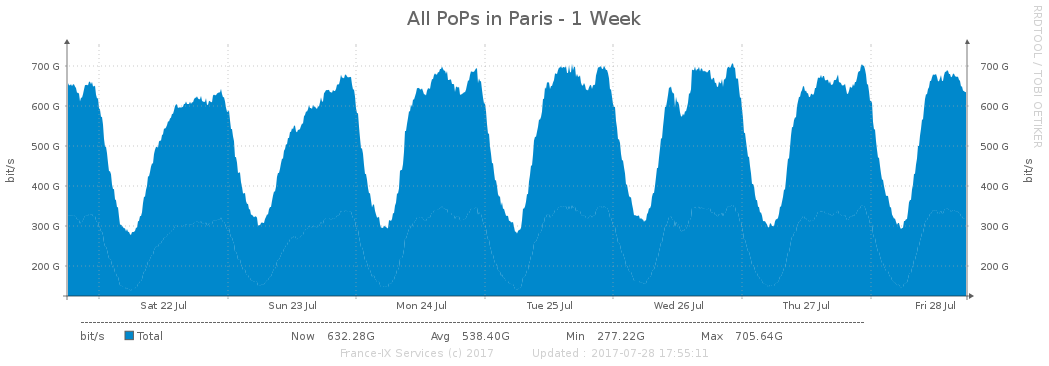 All PoPs in Paris - 1 Week
RRDTOOL / TOBI OETIKER
bit/s
700 G 700 G
600 G 600 G
500 G 500 G
400 G 400 G
300 G 300 G
200 G 200 G
bit/s
Sat 22 Jul Sun 23 Jul Mon 24 Jul Tue 25 Jul Wed 26 Jul Thu 27 Jul Fri 28 Jul
bit/s Total Now 632.28G Avg 538.40G Min 277.22G Max 705.64G
France-IX Services (c) 2017 Updated : 2017-07-28 17:55:11